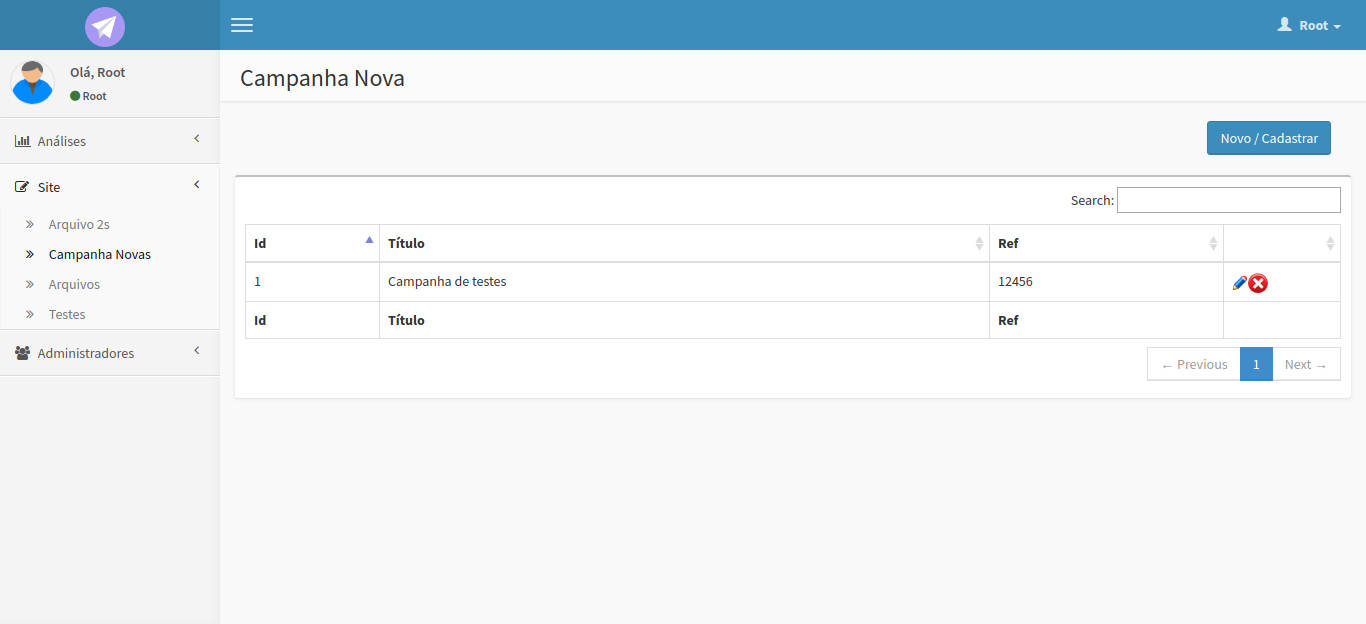 Root
Olá, Root
Root
Campanha Nova
Análises
Site
Arquivo 2s
Campanha Novas
Arquivos
Testes
Administradores
Novo / Cadastrar
Search:
Id Título Ref
1 Campanha de testes 12456
Id Título Ref
← Previous 1 Next →